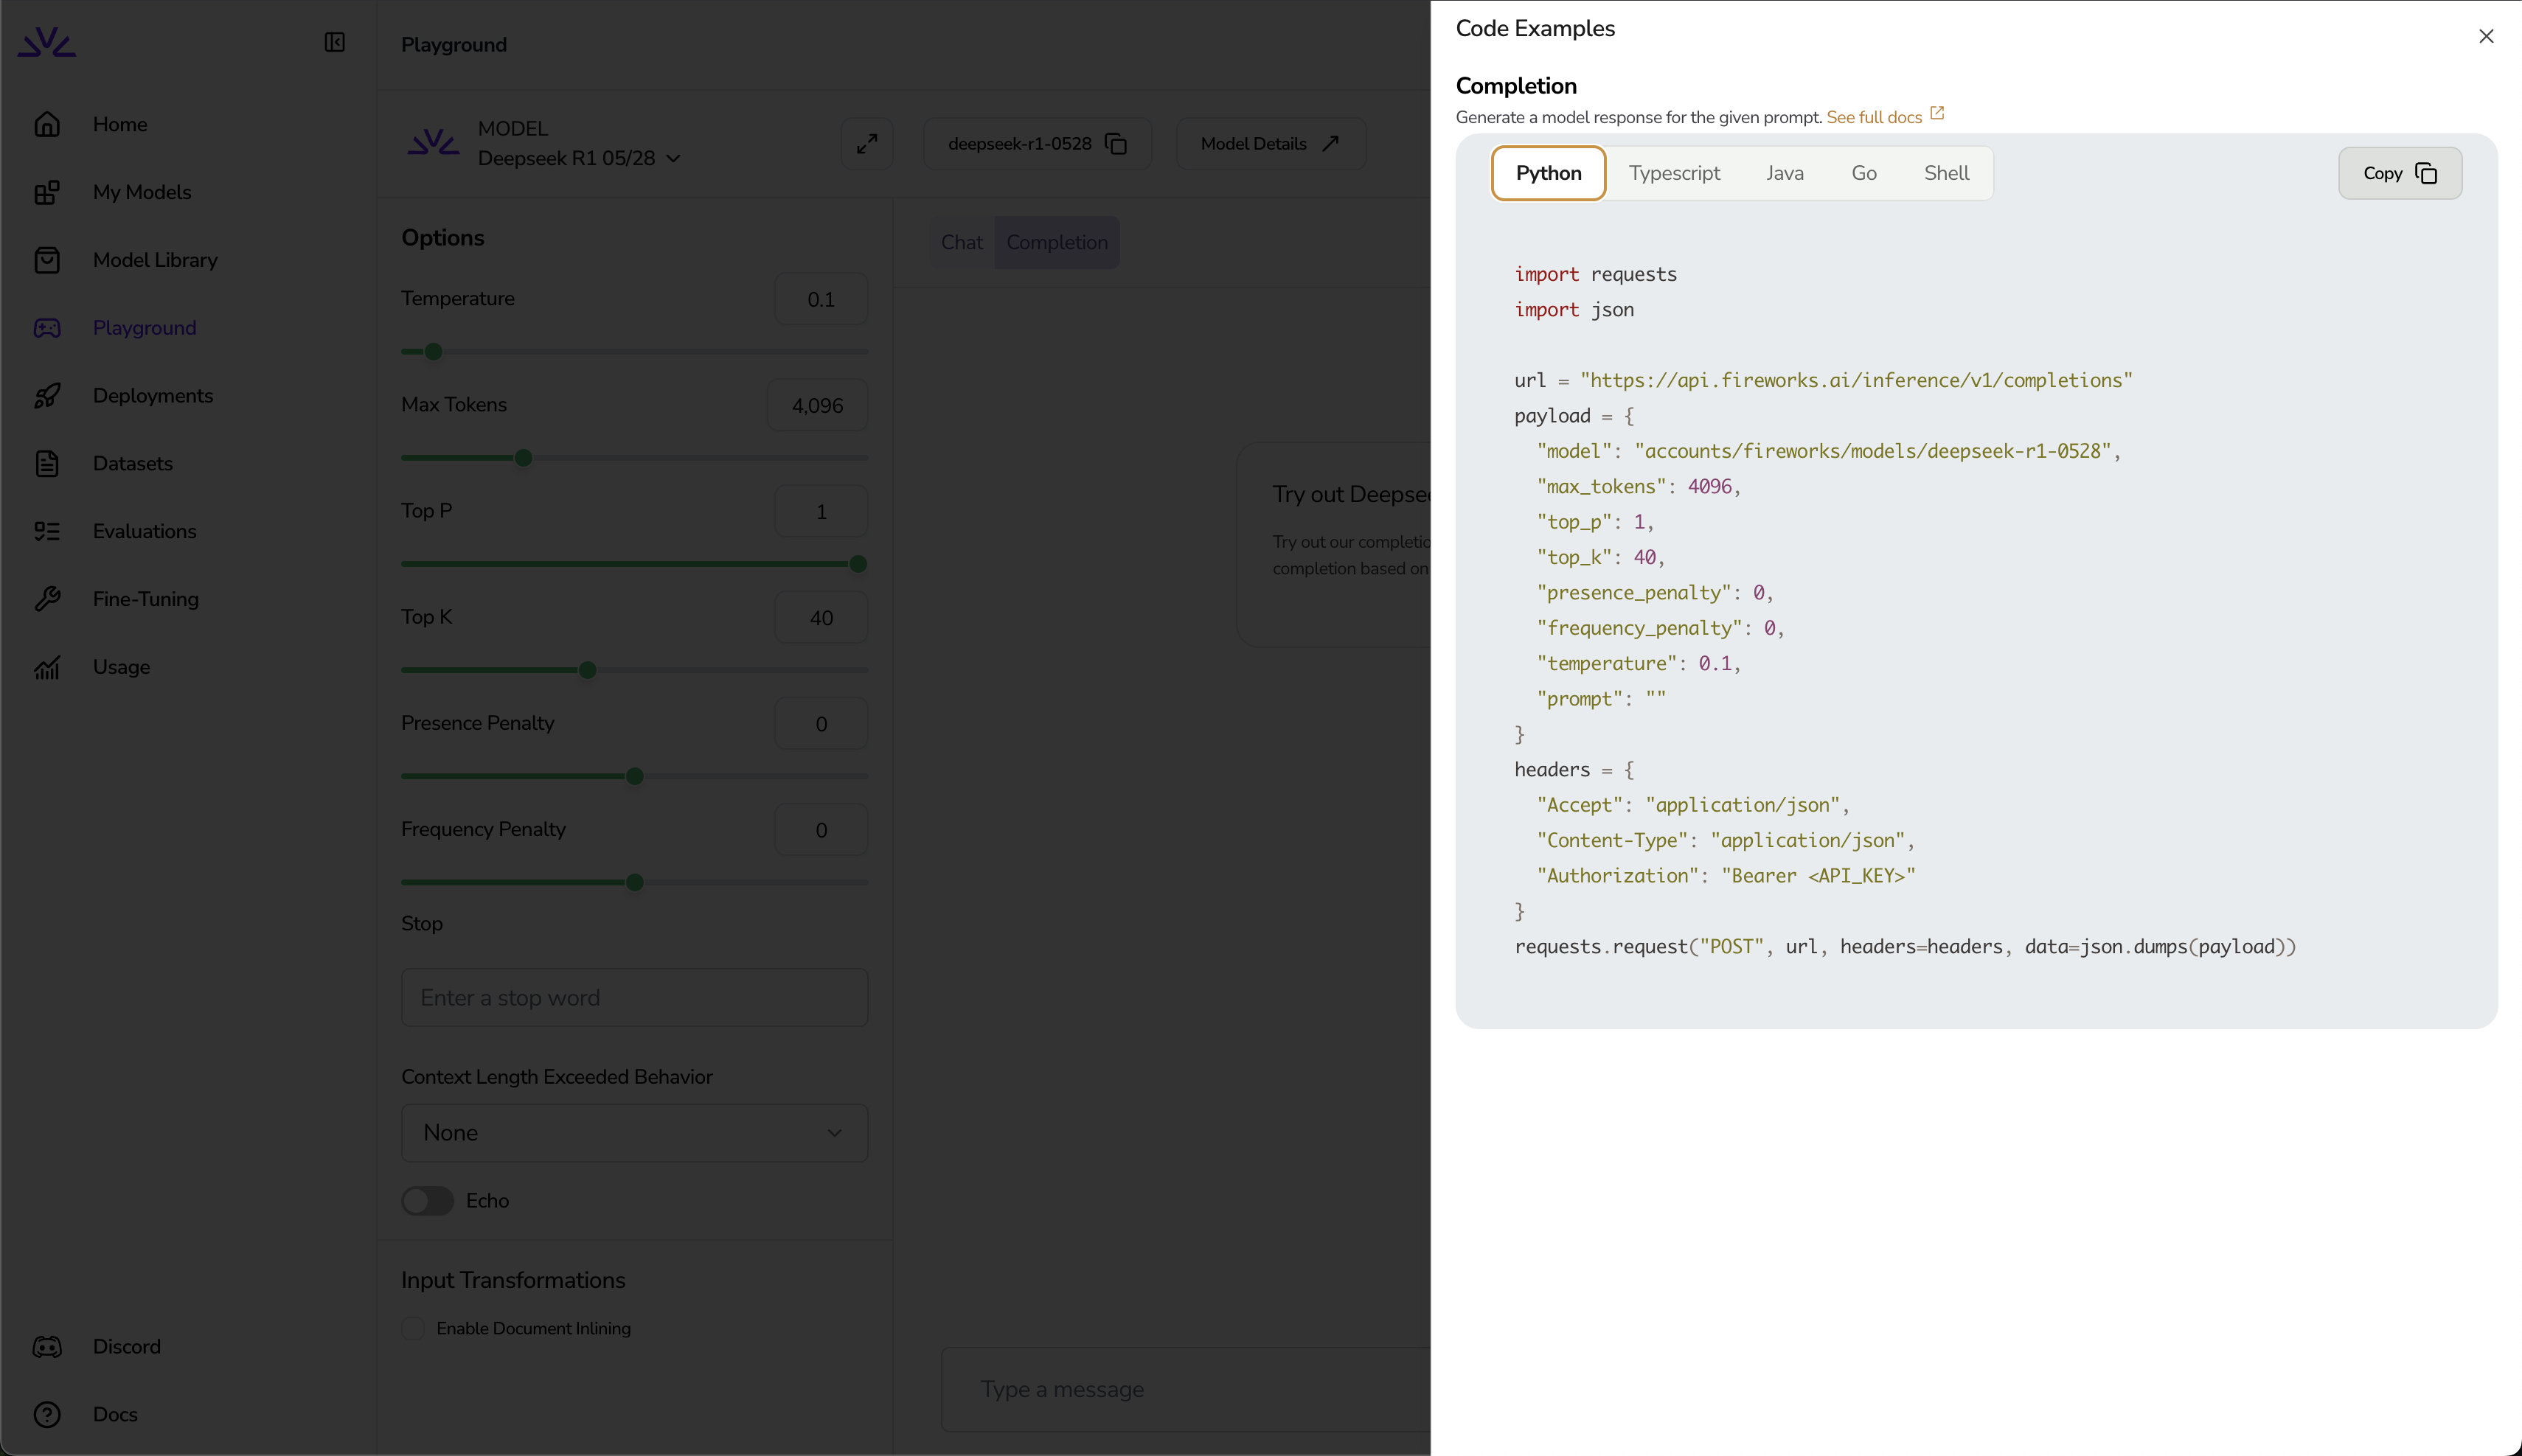 Home
My Models
Model Library
Playground
Deployments
Datasets
Evaluations
Fine-Tuning
Usage
Discord
Docs
Playground
MODEL
Deepseek R1 05/28
deepseek-r1-0528
Model Details
Options
Temperature
0.1
Max Tokens
4,096
Top P
1
Top K
40
Presence Penalty
0
Frequency Penalty
0
Stop
Enter a stop word
Context Length Exceeded Behavior
None
Echo
Input Transformations
Enable Document Inlining
Chat Completion
Try out Deepse
Try out our completio
completion based on
Type a message
Code Examples
Completion
Generate a model response for the given prompt. See full docs
Python Typescript Java Go Shell
Copy
import requests
import json
url = "https://api.fireworks.ai/inference/v1/completions"
payload = {
  "model": "accounts/fireworks/models/deepseek-r1-0528",
  "max_tokens": 4096,
  "top_p": 1,
  "top_k": 40,
  "presence_penalty": 0,
  "frequency_penalty": 0,
  "temperature": 0.1,
  "prompt": ""
}
headers = {
  "Accept": "application/json",
  "Content-Type": "application/json",
  "Authorization": "Bearer <API_KEY>"
}
requests.request("POST", url, headers=headers, data=json.dumps(payload))